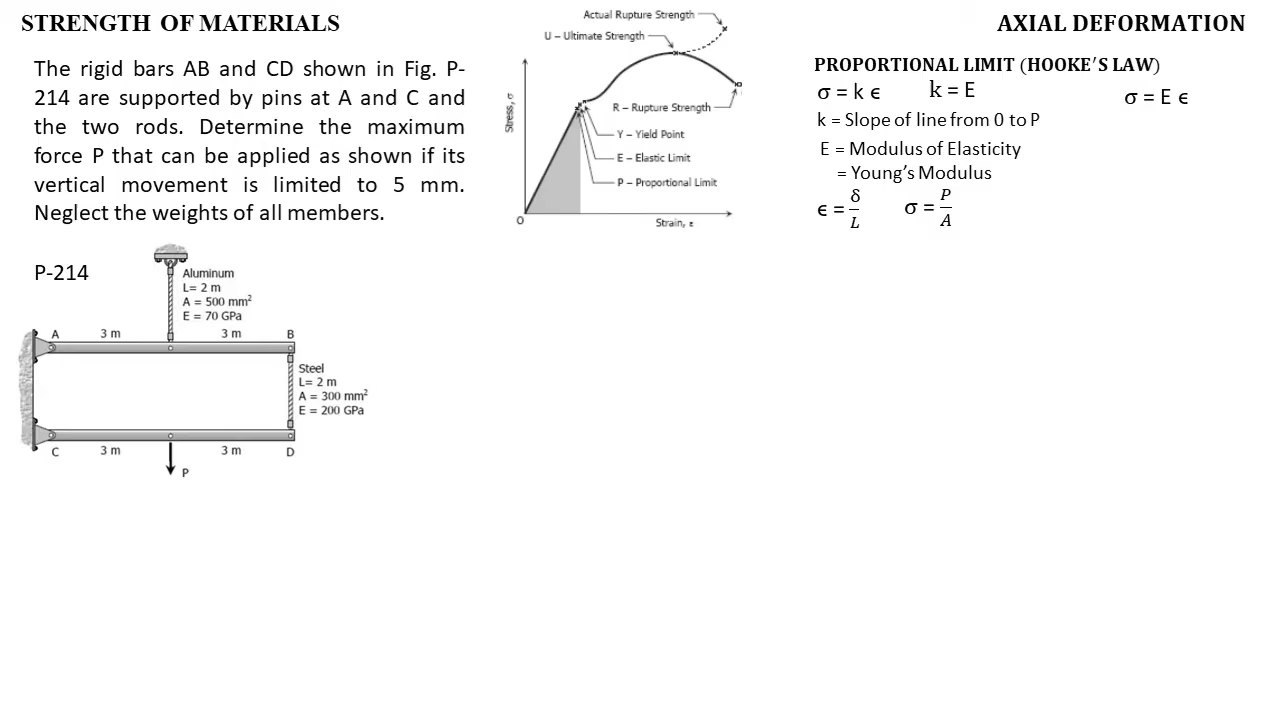 STRENGTH OF MATERIALS
AXIAL DEFORMATION
The rigid bars AB and CD shown in Fig. P-
214 are supported by pins at A and C and
the two rods. Determine the maximum
force P that can be applied as shown if its
vertical movement is limited to 5 mm.
Neglect the weights of all members.
P-214
Aluminum
L= 2 m
A = 500 mm²
E = 70 GPa
A 3 m 3 m B
Steel
L= 2 m
A = 300 mm²
E = 200 GPa
C 3 m 3 m D
P
Actual Rupture Strength
U – Ultimate Strength
R – Rupture Strength
Stress, σ
Y – Yield Point
E – Elastic Limit
P – Proportional Limit
O
Strain, ε
PROPORTIONAL LIMIT (HOOKE'S LAW)
σ = k ϵ k = E σ = E ϵ
k = Slope of line from 0 to P
E = Modulus of Elasticity
= Young's Modulus
ϵ = δ/L σ = P/A